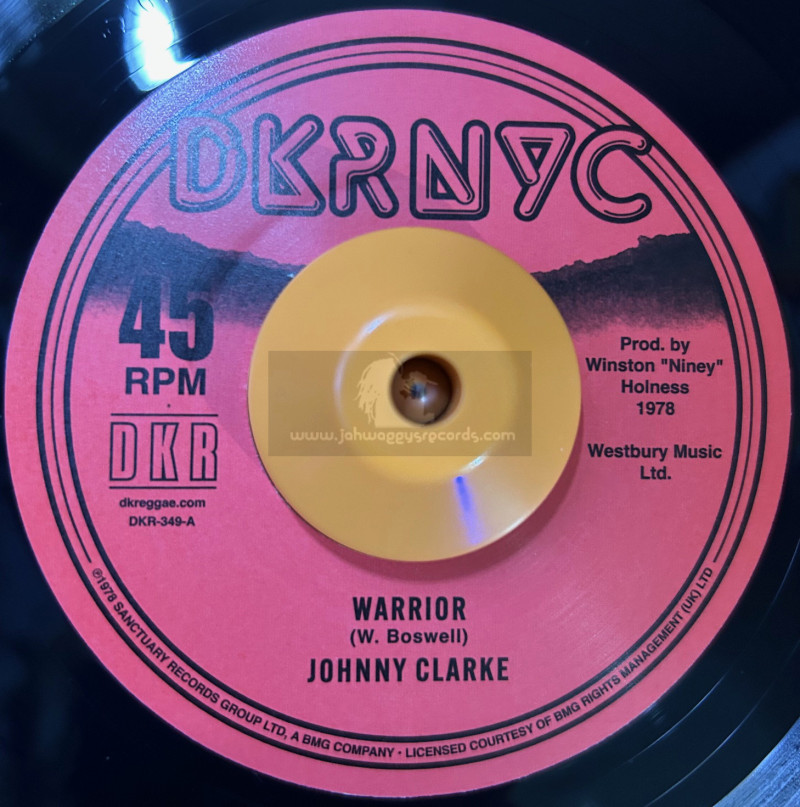 DKRNYC
45
RPM
DKR
dkreggae.com
DKR-349-A
Prod. by
Winston "Niney"
Holness
1978
Westbury Music
Ltd.
www.jahwaggysrecords.com
WARRIOR
(W. Boswell)
JOHNNY CLARKE
℗1978 SANCTUARY RECORDS GROUP LTD, A BMG COMPANY · LICENSED COURTESY OF BMG RIGHTS MANAGEMENT (UK) LTD